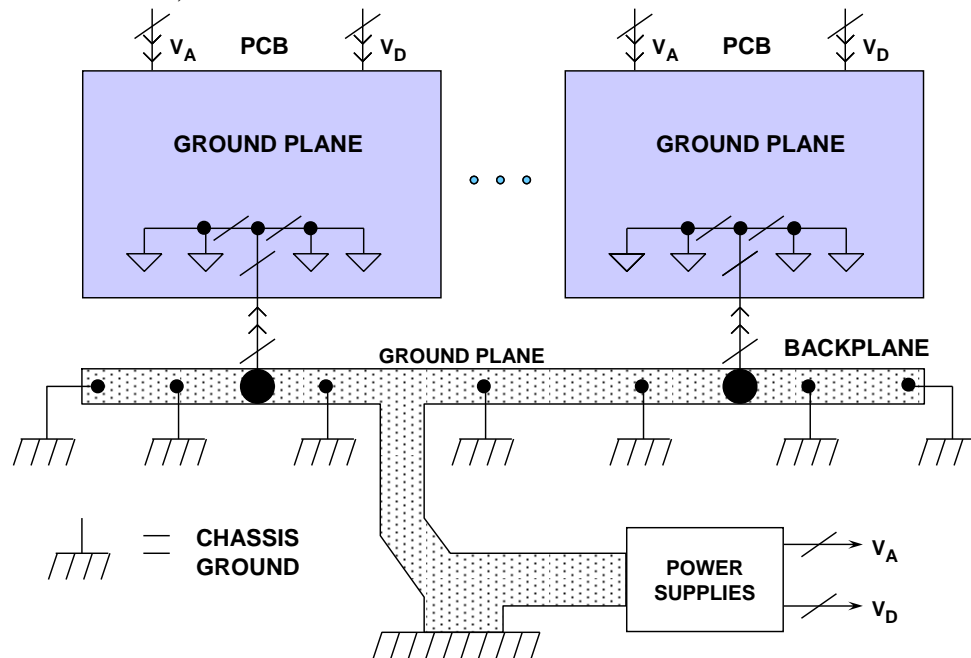 VA
PCB
VD
VA
PCB
VD
GROUND PLANE
GROUND PLANE
GROUND PLANE
BACKPLANE
CHASSIS
GROUND
POWER
SUPPLIES
VA
VD